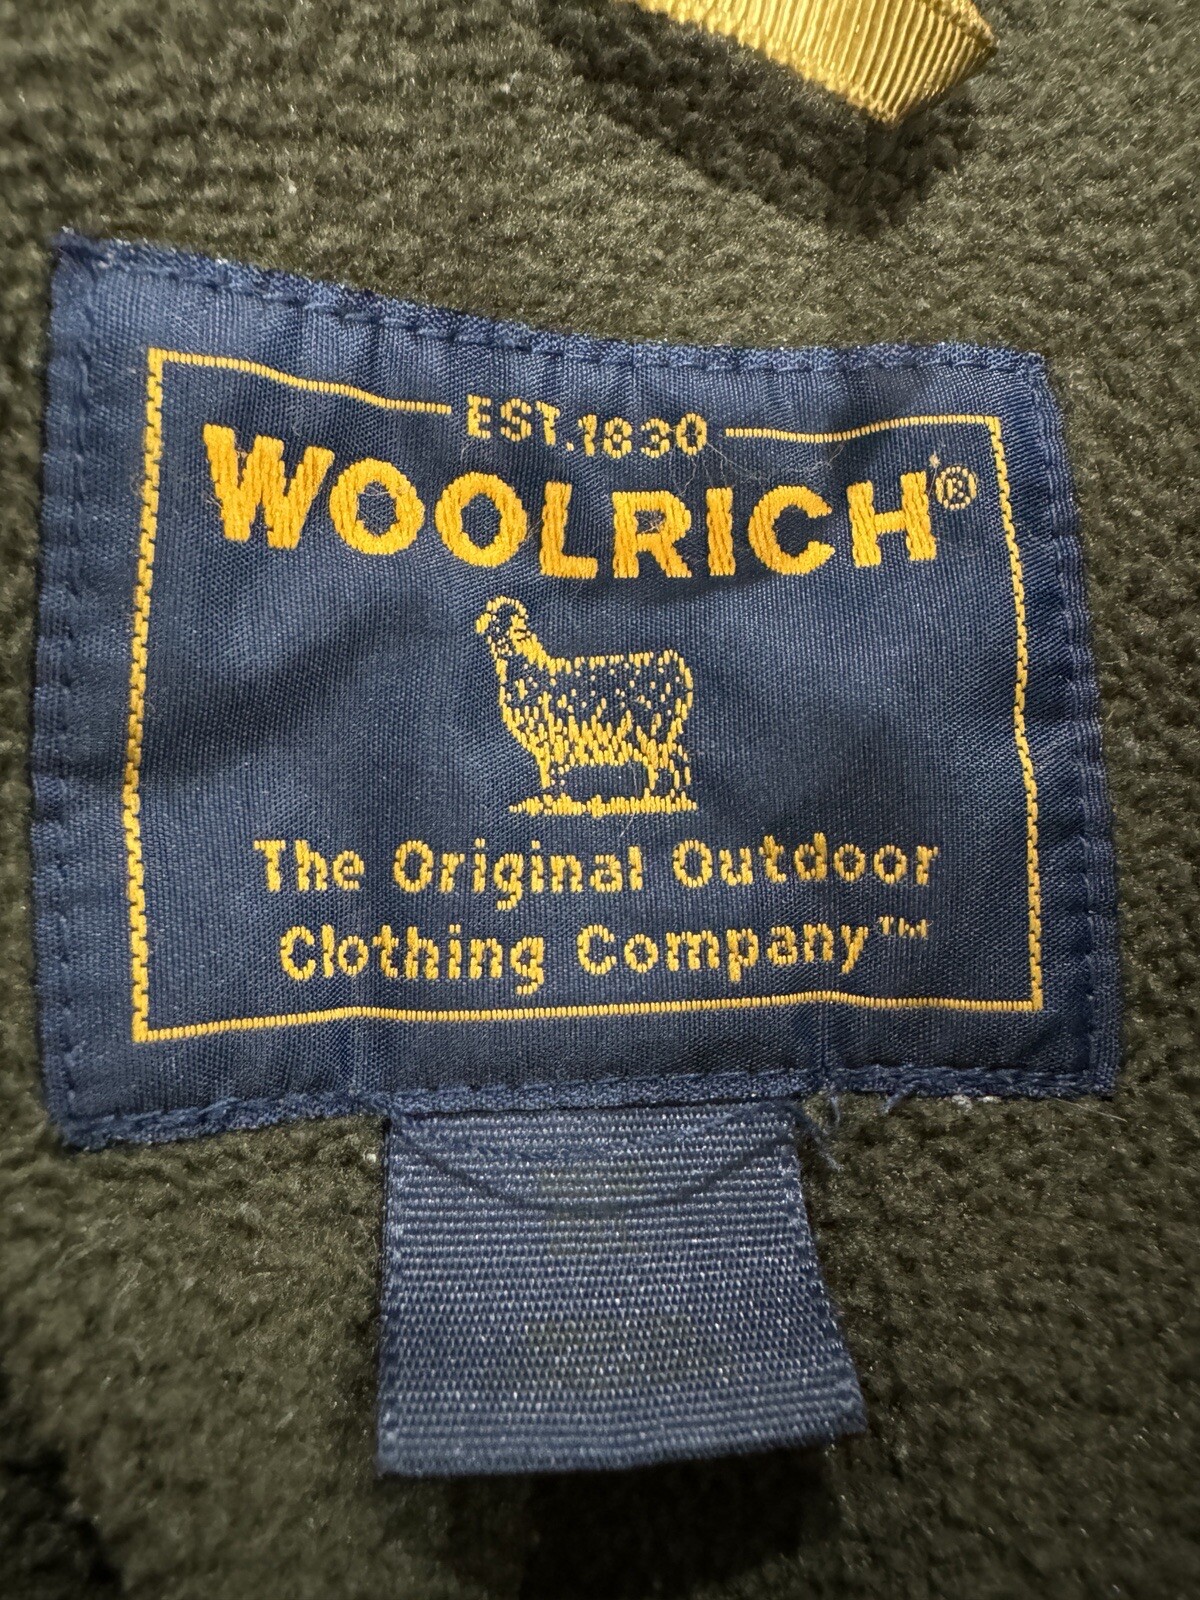 EST.1830
WOOLRICH®
The Original Outdoor
Clothing Company™